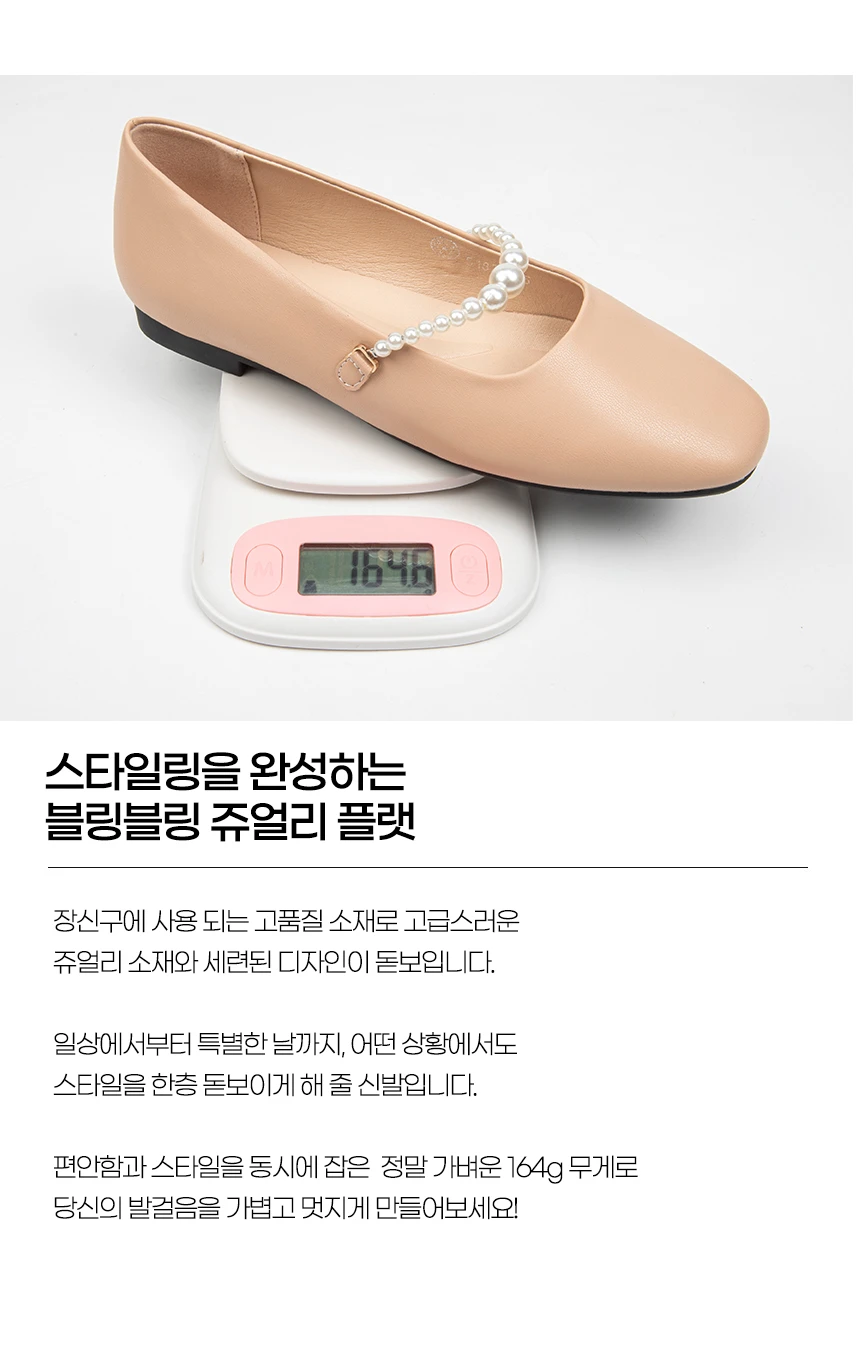 164.6
스타일링을 완성하는
블링블링 쥬얼리 플랫
장신구에 사용 되는 고품질 소재로 고급스러운
쥬얼리 소재와 세련된 디자인이 돋보입니다.
일상에서부터 특별한 날까지, 어떤 상황에서도
스타일을 한층 돋보이게 해 줄 신발입니다.
편안함과 스타일을 동시에 잡은 정말 가벼운 164g 무게로
당신의 발걸음을 가볍고 멋지게 만들어보세요!